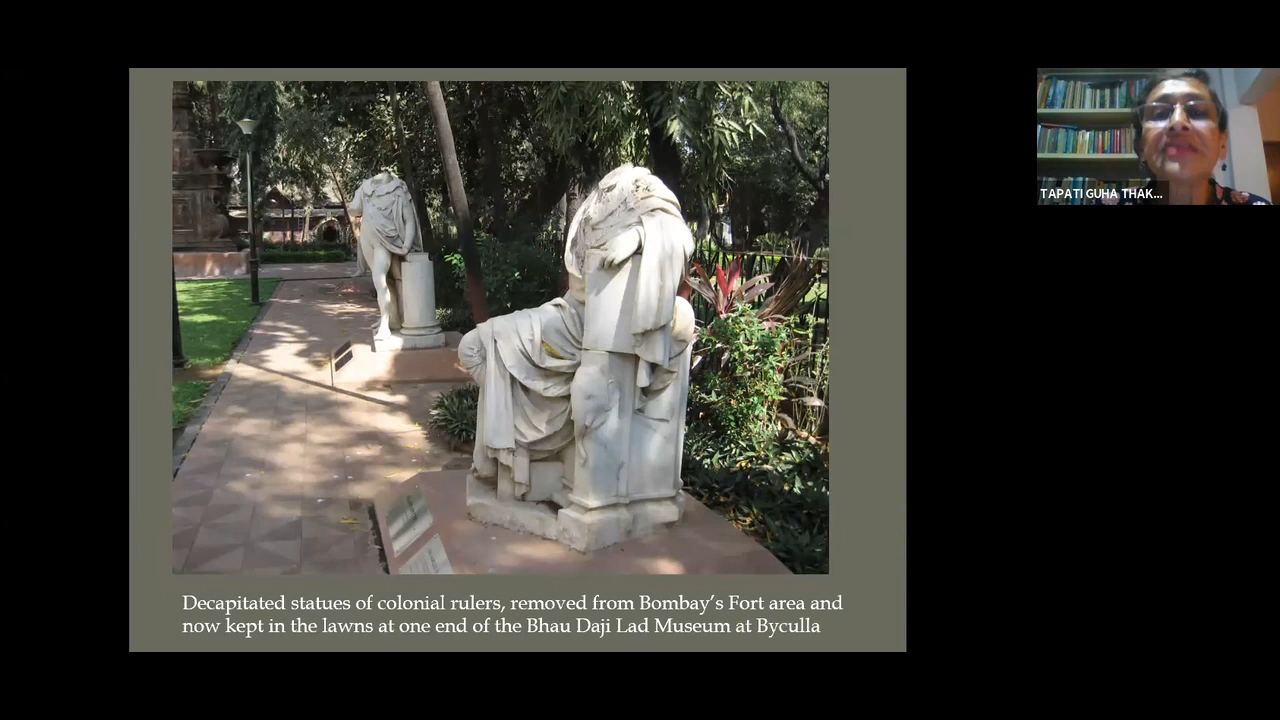 TAPATI GUHA THAK...
Decapitated statues of colonial rulers, removed from Bombay’s Fort area and
now kept in the lawns at one end of the Bhau Daji Lad Museum at Byculla